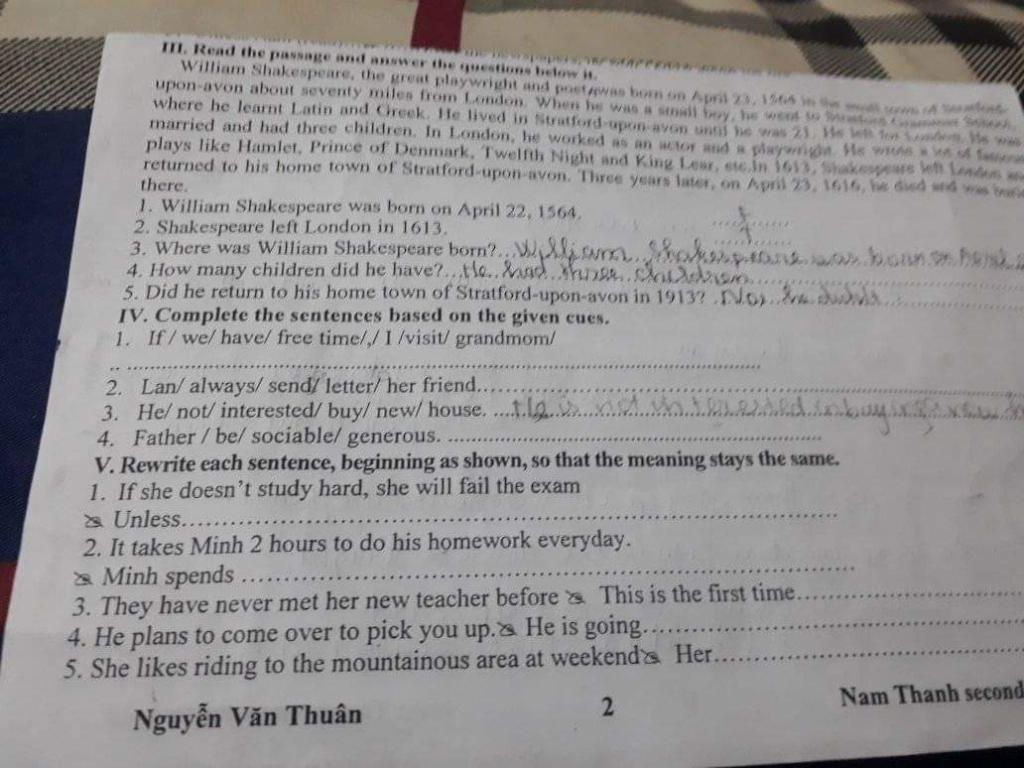 III. Read the passage and answer the questions below it.
William Shakespeare, the great playwright and poet, was born on April 23, 1564 in the small town of Stratford-
upon-avon about seventy miles from London. When he was a small boy, he went to Stratford Grammar School,
where he learnt Latin and Greek. He lived in Stratford-upon-avon until he was 21. He left for London. He was
married and had three children. In London, he worked as an actor and a playwright. He wrote a lot of famous
plays like Hamlet, Prince of Denmark, Twelfth Night and King Lear, etc.In 1613, Shakespeare left London and
returned to his home town of Stratford-upon-avon. Three years later, on April 23, 1616, he died and was
there.
1. William Shakespeare was born on April 22, 1564.
2. Shakespeare left London in 1613.
3. Where was William Shakespeare born?...William Shakespeare was born on
4. How many children did he have?...He had three children
5. Did he return to his home town of Stratford-upon-avon in 1913? .No, he didn't
IV. Complete the sentences based on the given cues.
1. If / we/ have/ free time/,/ I /visit/ grandmom/
2. Lan/ always/ send/ letter/ her friend......
3. He/ not/ interested/ buy/ new/ house. ....He is not interested in buying new
4. Father / be/ sociable/ generous. ......
V. Rewrite each sentence, beginning as shown, so that the meaning stays the same.
1. If she doesn't study hard, she will fail the exam
Unless......
2. It takes Minh 2 hours to do his homework everyday.
Minh spends ......
3. They have never met her new teacher before This is the first time......
4. He plans to come over to pick you up. He is going......
5. She likes riding to the mountainous area at weekend Her......
Nguyễn Văn Thuân 2 Nam Thanh second